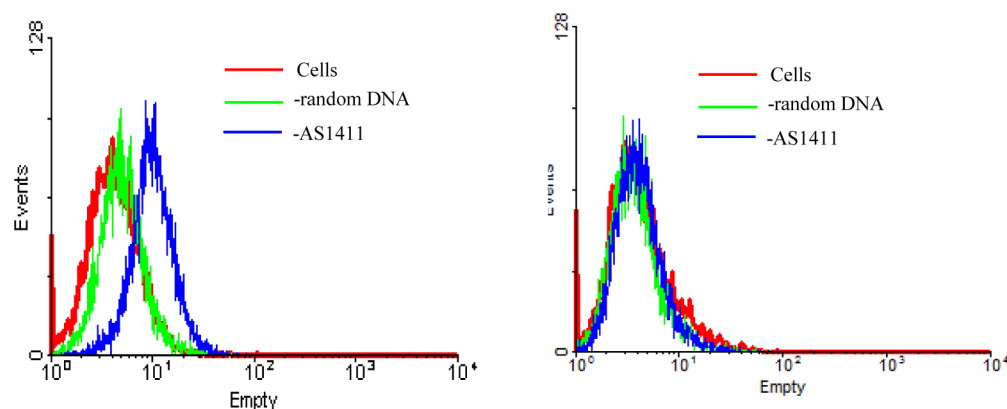 128
Events
0
Cells
-random DNA
-AS1411
10⁰ 10¹ 10² 10³ 10⁴
Empty
128
Events
0
Cells
-random DNA
-AS1411
10⁰ 10¹ 10² 10³ 10⁴
Empty